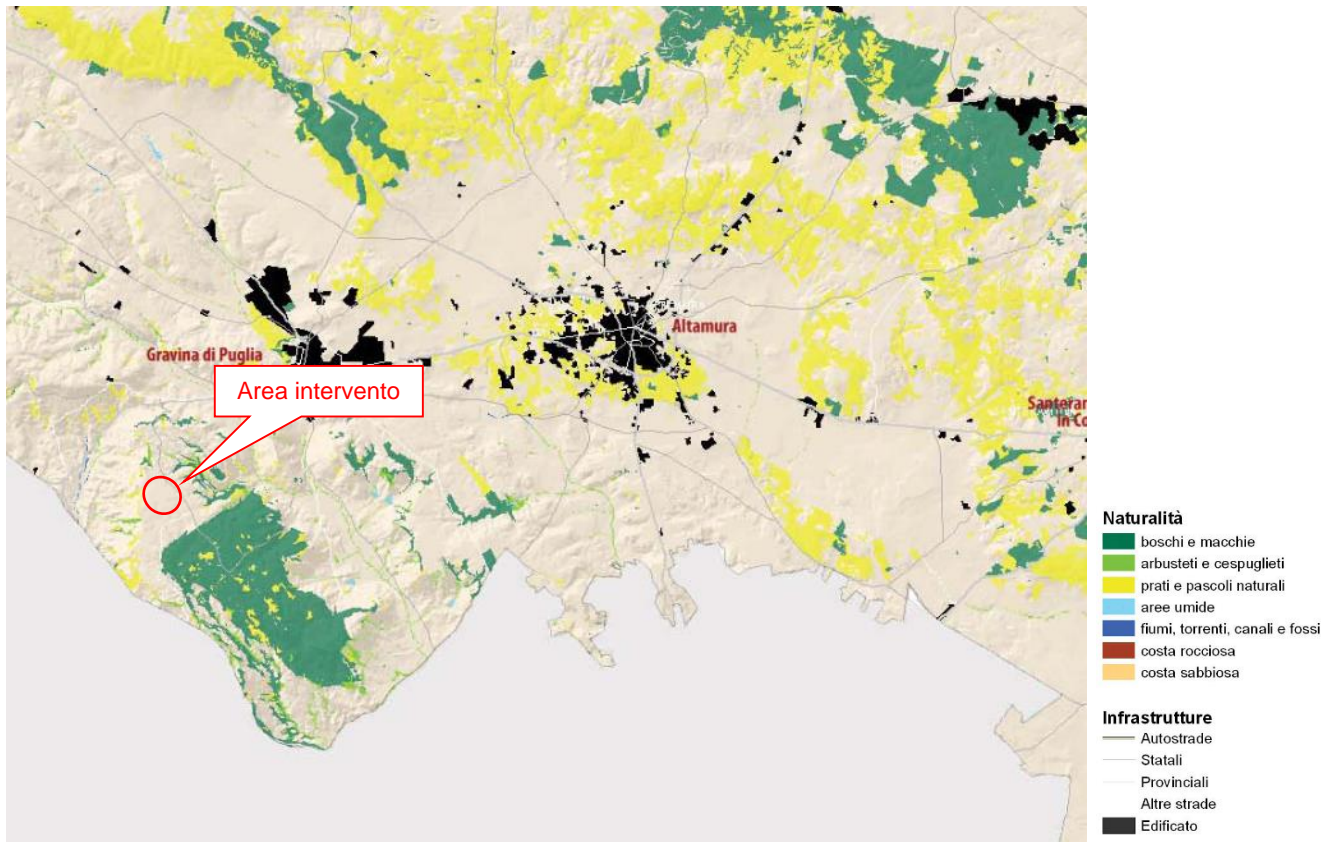 Altamura
Gravina di Puglia
Area intervento
Santeram
in Co
Naturalità
boschi e macchie
arbusteti e cespuglieti
prati e pascoli naturali
aree umide
fiumi, torrenti, canali e fossi
costa rocciosa
costa sabbiosa
Infrastrutture
Autostrade
Statali
Provinciali
Altre strade
Edificato